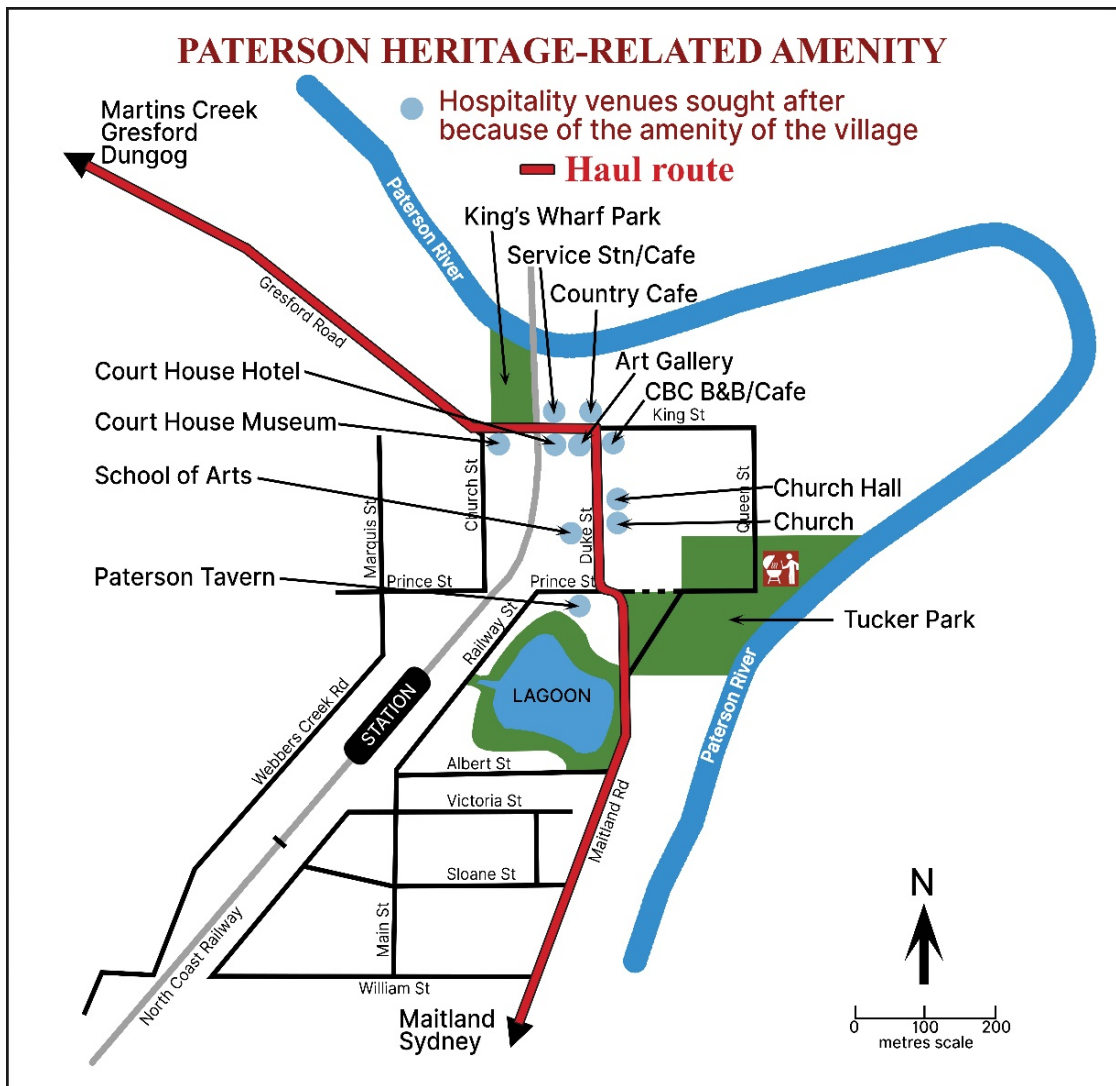 PATERSON HERITAGE-RELATED AMENITY
Hospitality venues sought after
because of the amenity of the village
Haul route
Martins Creek
Gresford
Dungog
Paterson River
King's Wharf Park
Service Stn/Cafe
Country Cafe
Gresford Road
Art Gallery
Court House Hotel
CBC B&B/Cafe
King St
Court House Museum
School of Arts
Church St
Marquis St
Duke St
Queen St
Church Hall
Church
Paterson Tavern
Prince St
Prince St
Railway St
Tucker Park
LAGOON
STATION
Webbers Creek Rd
Paterson River
Albert St
Victoria St
Maitland Rd
Sloane St
Main St
North Coast Railway
William St
Maitland
Sydney
N
0 100 200
metres scale